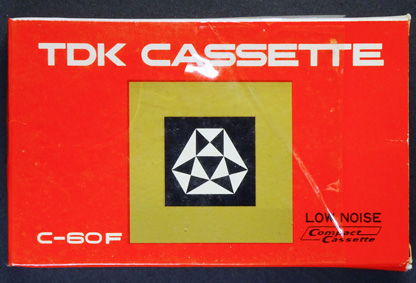 TDK CASSETTE
C-60F
LOW NOISE
Compact
Cassette